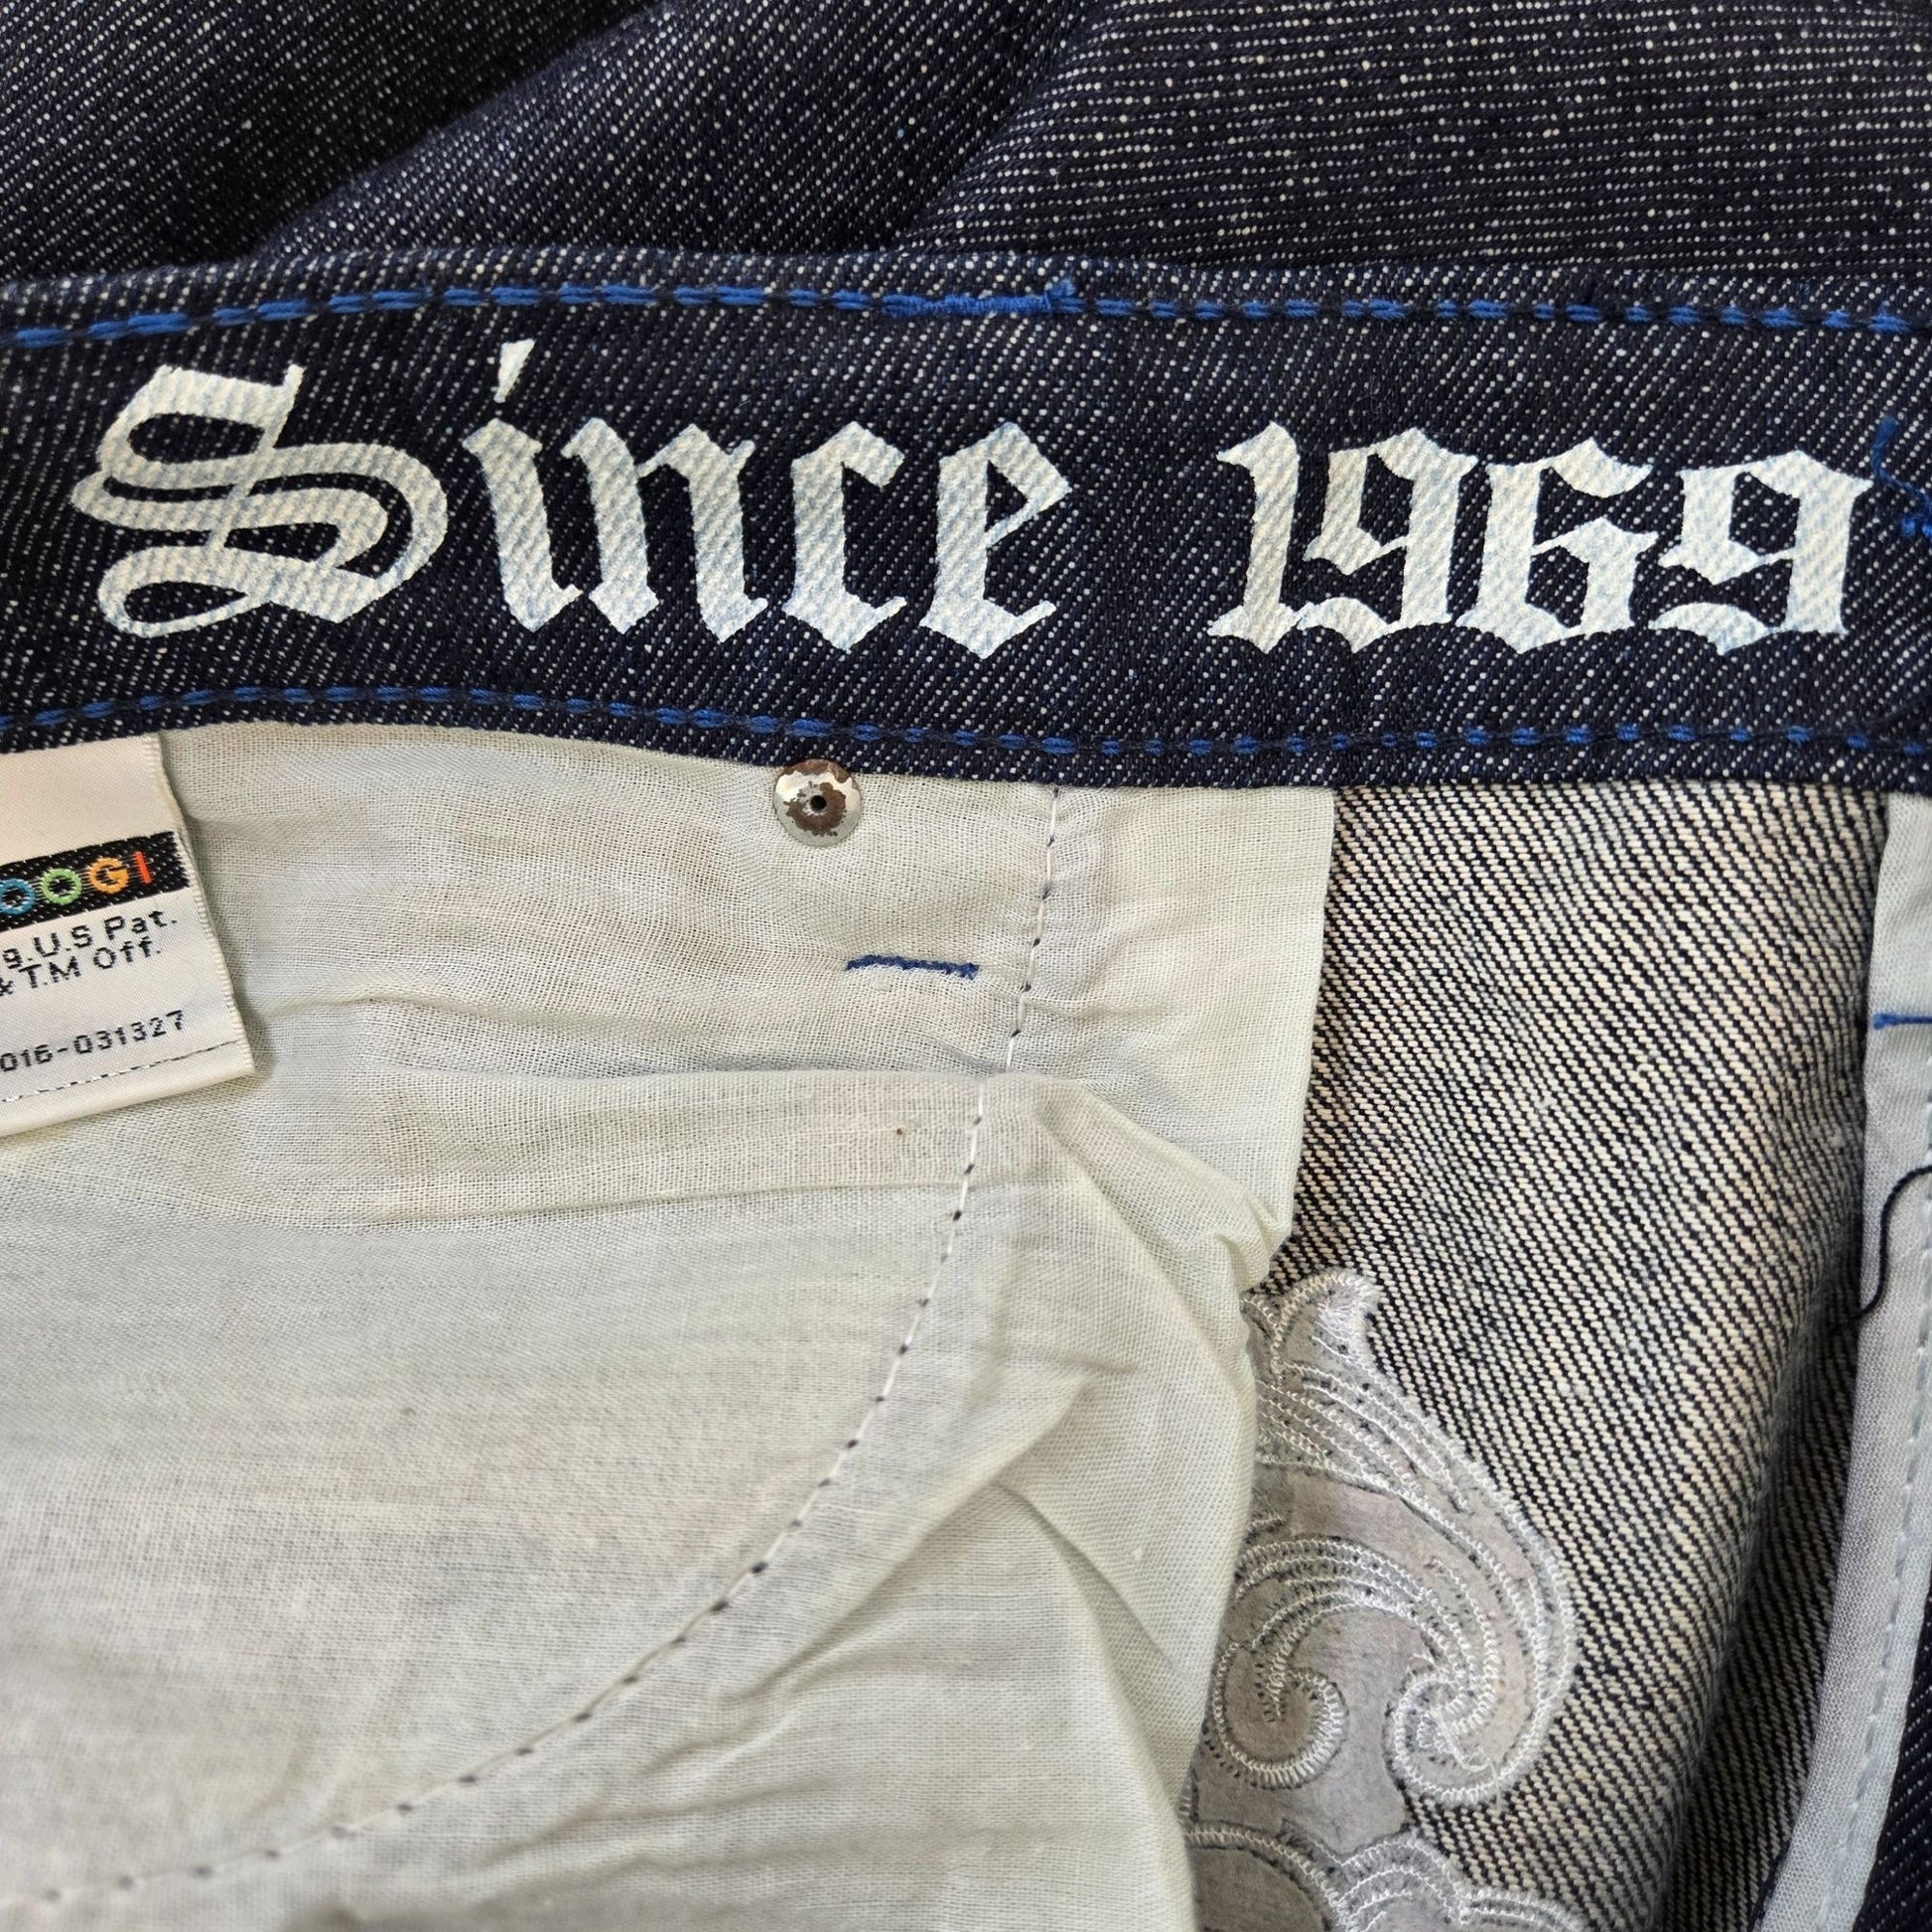 Since 1969
OOGI
g. U.S Pat.
& T.M Off.
016-031327